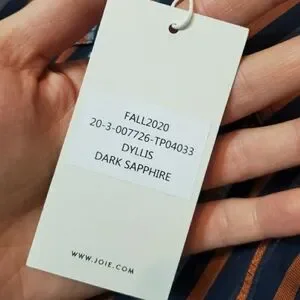 FALL2020
20-3-007726-TP04033
DYLLIS
DARK SAPPHIRE
WWW.JOIE.COM